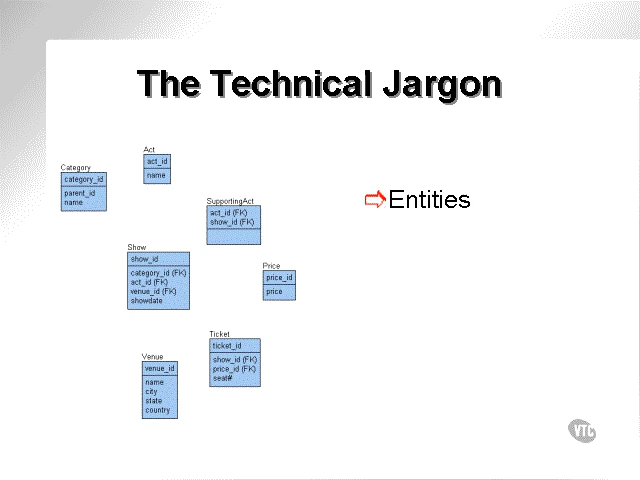 The Technical Jargon
Act
act_id
name
Category
category_id
parent_id
name
SupportingAct
act_id (FK)
show_id (FK)
Entities
Show
show_id
category_id (FK)
act_id (FK)
venue_id (FK)
showdate
Price
price_id
price
Ticket
ticket_id
show_id (FK)
price_id (FK)
seat#
Venue
venue_id
name
city
state
country
VTC